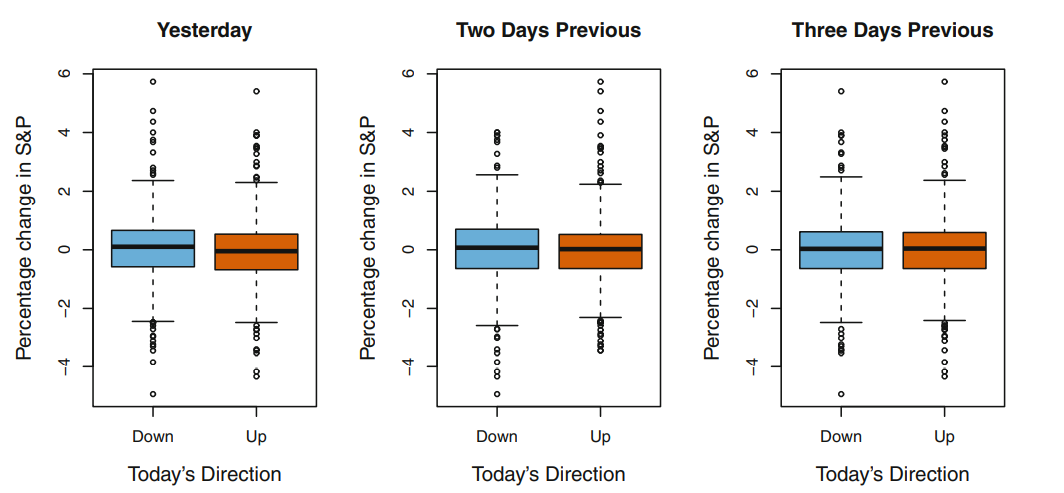 Yesterday
Two Days Previous
Three Days Previous
Percentage change in S&P
6
4
2
0
−2
−4
Down
Up
Today’s Direction
Percentage change in S&P
6
4
2
0
−2
−4
Down
Up
Today’s Direction
Percentage change in S&P
6
4
2
0
−2
−4
Down
Up
Today’s Direction